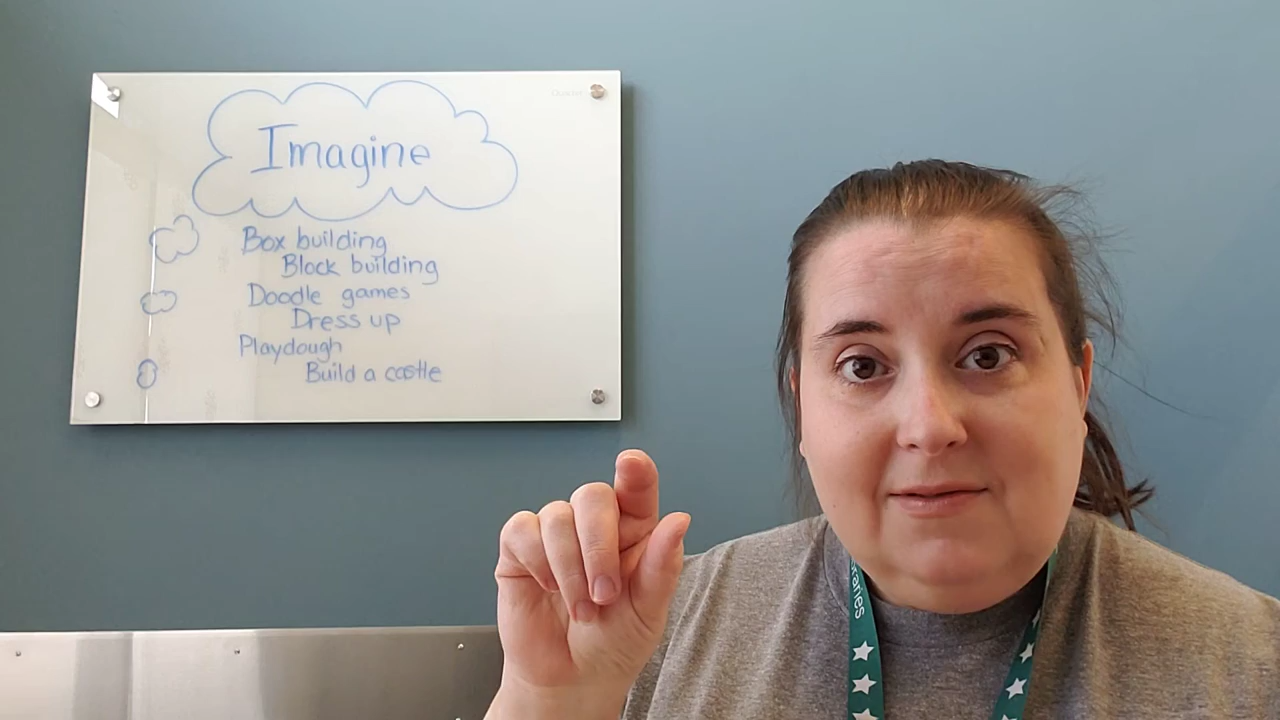 Imagine
Box building
Block building
Doodle games
Dress up
Playdough
Build a castle